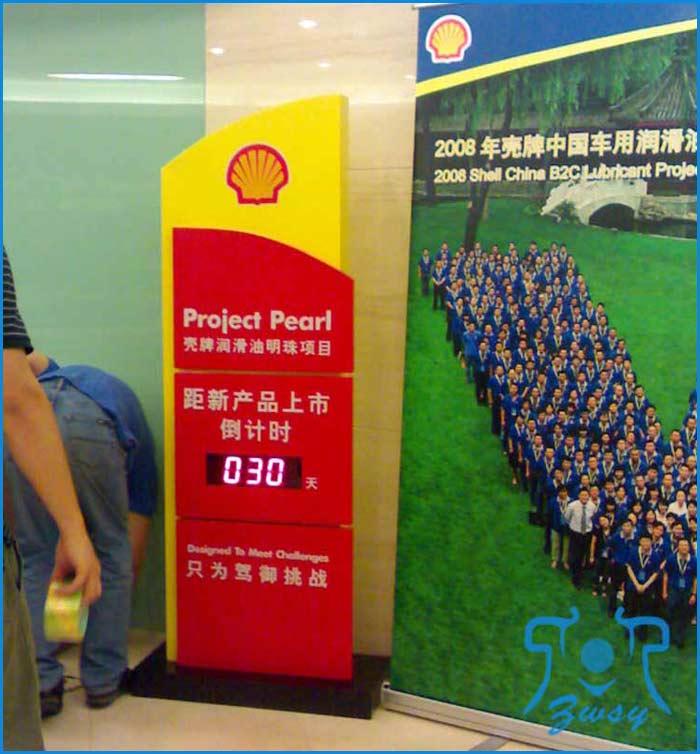 Project Pearl
壳牌润滑油明珠项目
距新产品上市
倒计时
030 天
Designed To Meet Challenges
只为驾御挑战
2008 年壳牌中国车用润滑油
2008 Shell China B2C Lubricant Projec
Zwsy